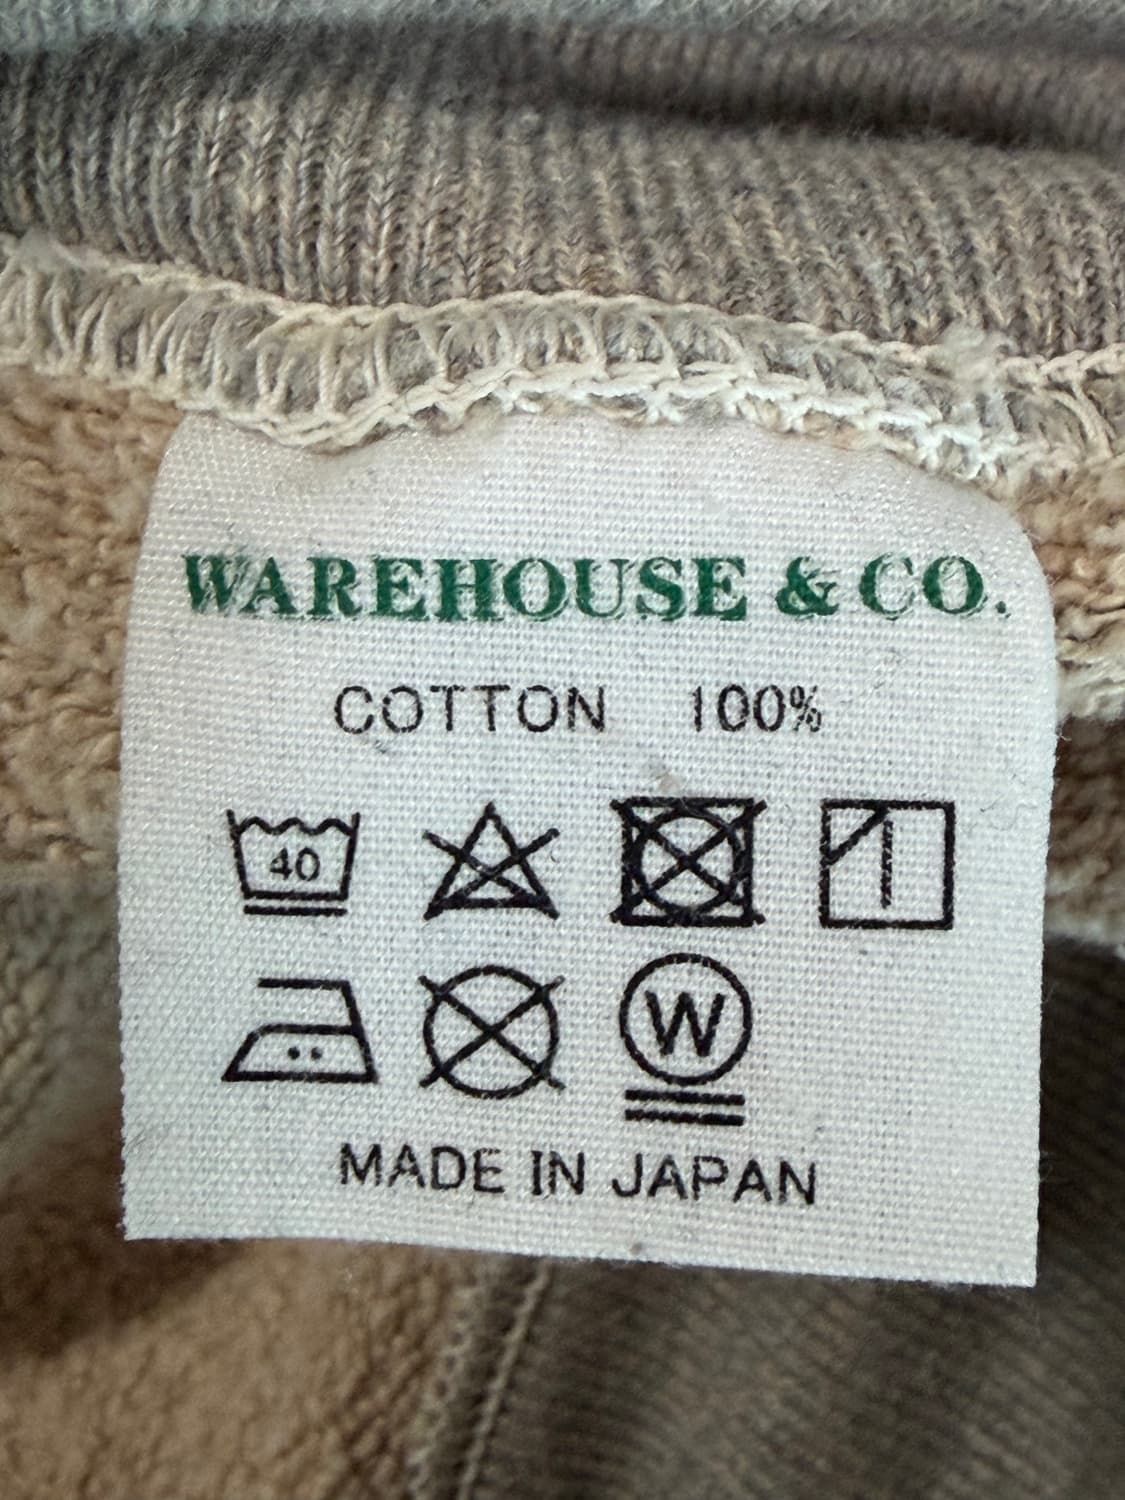 WAREHOUSE & CO.
COTTON 100%
40
W
MADE IN JAPAN